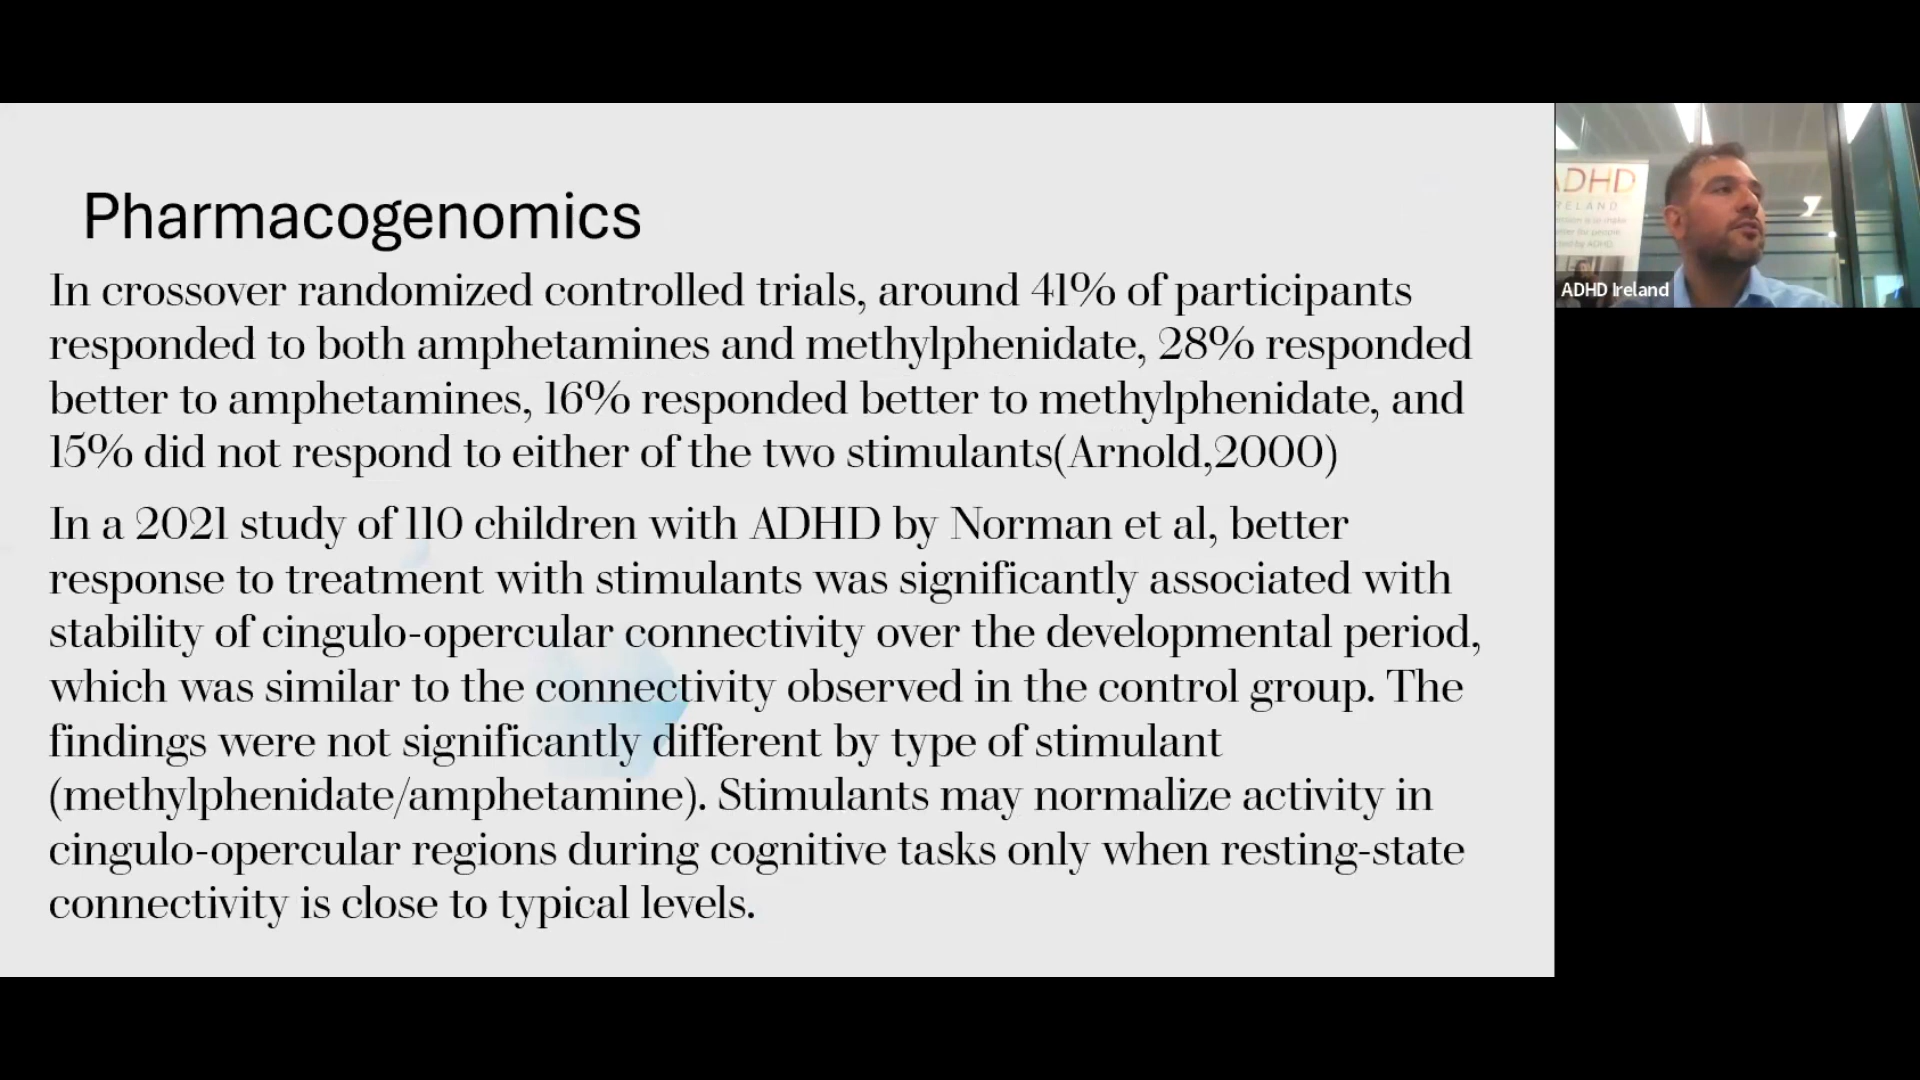 Pharmacogenomics
In crossover randomized controlled trials, around 41% of participants
responded to both amphetamines and methylphenidate, 28% responded
better to amphetamines, 16% responded better to methylphenidate, and
15% did not respond to either of the two stimulants(Arnold,2000)
In a 2021 study of 110 children with ADHD by Norman et al, better
response to treatment with stimulants was significantly associated with
stability of cingulo-opercular connectivity over the developmental period,
which was similar to the connectivity observed in the control group. The
findings were not significantly different by type of stimulant
(methylphenidate/amphetamine). Stimulants may normalize activity in
cingulo-opercular regions during cognitive tasks only when resting-state
connectivity is close to typical levels.
ADHD
RELAND
by ADHD.
ADHD Ireland